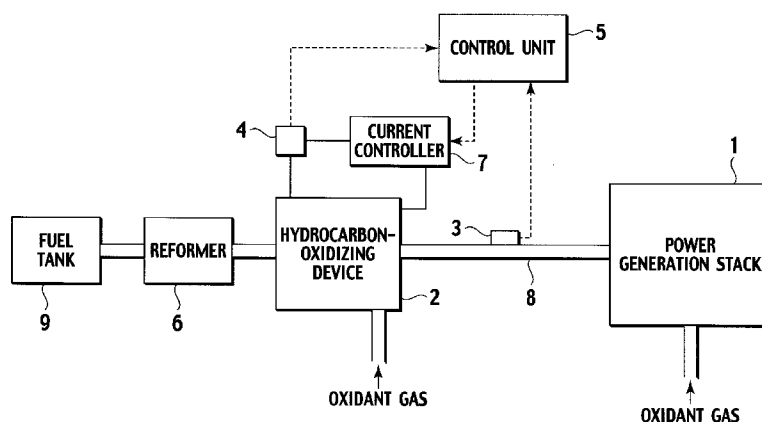 CONTROL UNIT
5
4
CURRENT
CONTROLLER
7
1
FUEL
TANK
9
REFORMER
6
HYDROCARBON-
OXIDIZING
DEVICE
2
3
8
POWER
GENERATION STACK
OXIDANT GAS
OXIDANT GAS